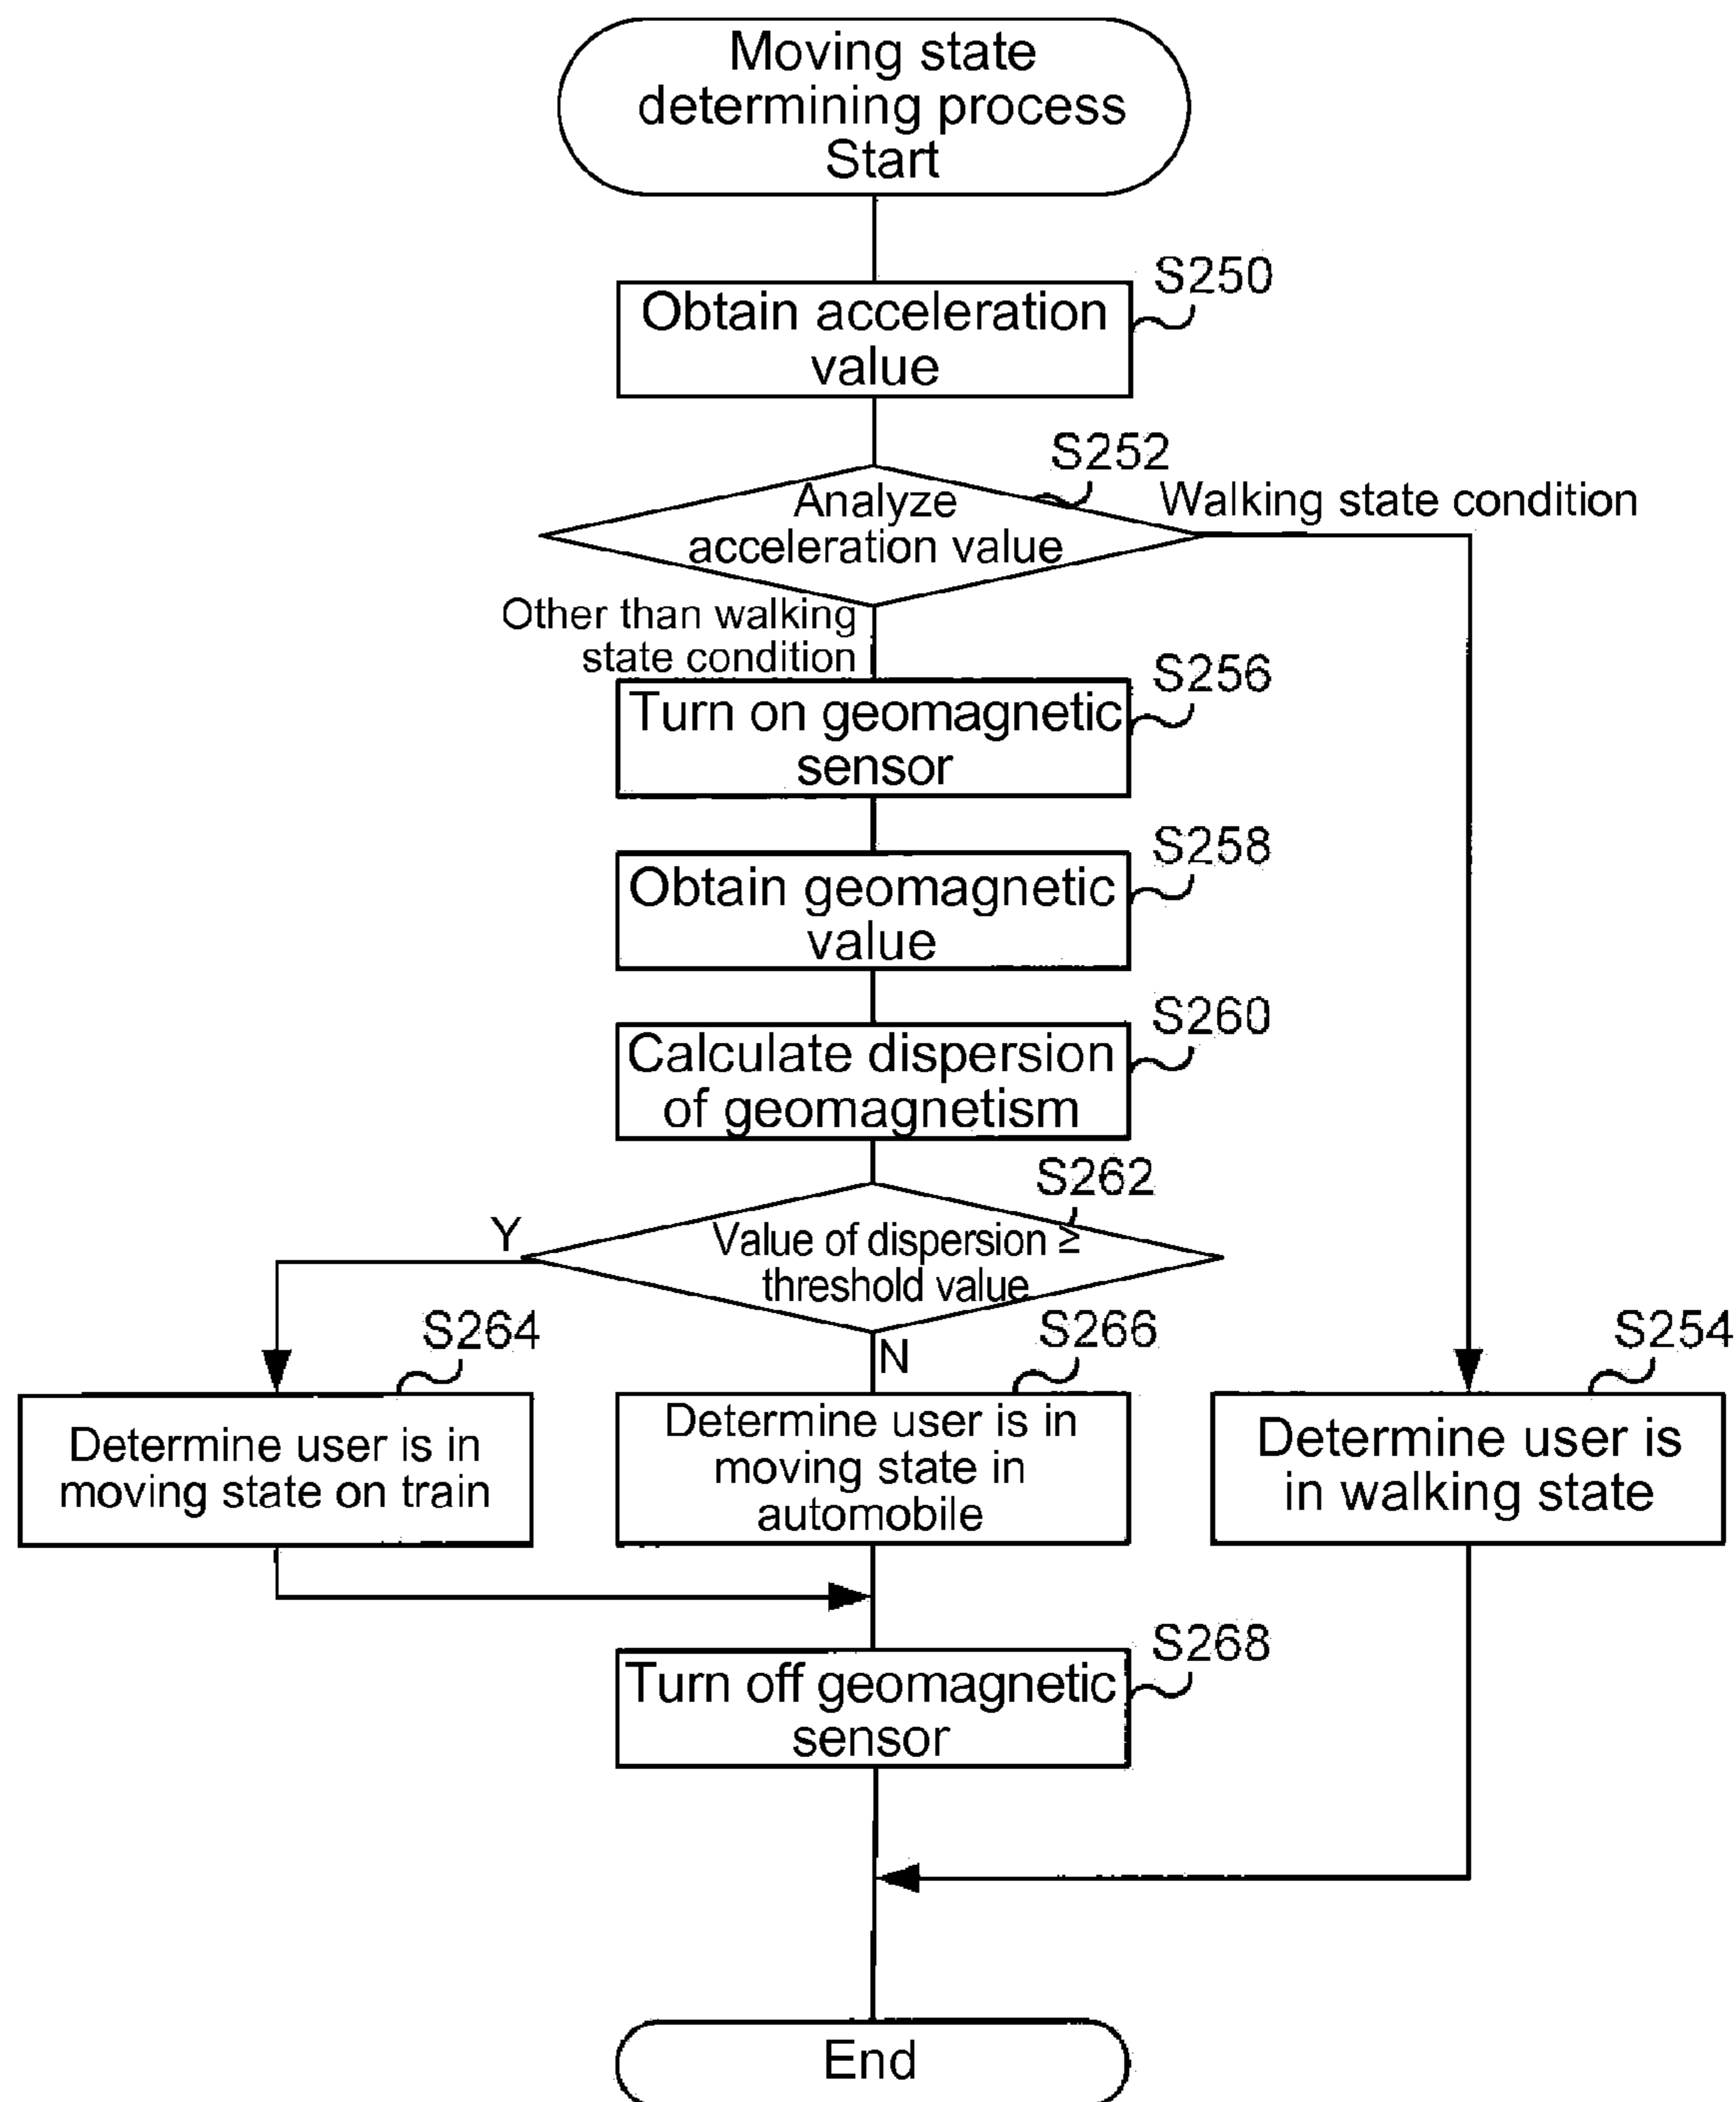 Moving state
determining process
Start
S250
Obtain acceleration
value
S252
Analyze
acceleration value
Walking state condition
Other than walking
state condition
S256
Turn on geomagnetic
sensor
S258
Obtain geomagnetic
value
S260
Calculate dispersion
of geomagnetism
S262
Y
Value of dispersion ≥
threshold value
N
S264
Determine user is in
moving state on train
S266
Determine user is in
moving state in
automobile
S254
Determine user is
in walking state
S268
Turn off geomagnetic
sensor
End